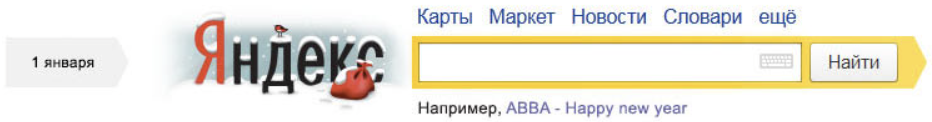 Карты Маркет Новости Словари ещё
1 января
Яндекс
Найти
Например, ABBA - Happy new year